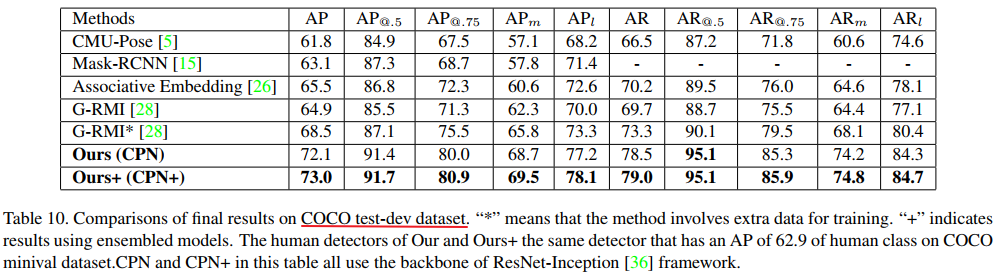 Methods AP AP@.5 AP@.75 APm APl AR AR@.5 AR@.75 ARm ARl
CMU-Pose [5] 61.8 84.9 67.5 57.1 68.2 66.5 87.2 71.8 60.6 74.6
Mask-RCNN [15] 63.1 87.3 68.7 57.8 71.4 - - - - -
Associative Embedding [26] 65.5 86.8 72.3 60.6 72.6 70.2 89.5 76.0 64.6 78.1
G-RMI [28] 64.9 85.5 71.3 62.3 70.0 69.7 88.7 75.5 64.4 77.1
G-RMI* [28] 68.5 87.1 75.5 65.8 73.3 73.3 90.1 79.5 68.1 80.4
Ours (CPN) 72.1 91.4 80.0 68.7 77.2 78.5 95.1 85.3 74.2 84.3
Ours+ (CPN+) 73.0 91.7 80.9 69.5 78.1 79.0 95.1 85.9 74.8 84.7
Table 10. Comparisons of final results on COCO test-dev dataset. “*” means that the method involves extra data for training. “+” indicates
results using ensembled models. The human detectors of Our and Ours+ the same detector that has an AP of 62.9 of human class on COCO
minival dataset.CPN and CPN+ in this table all use the backbone of ResNet-Inception [36] framework.